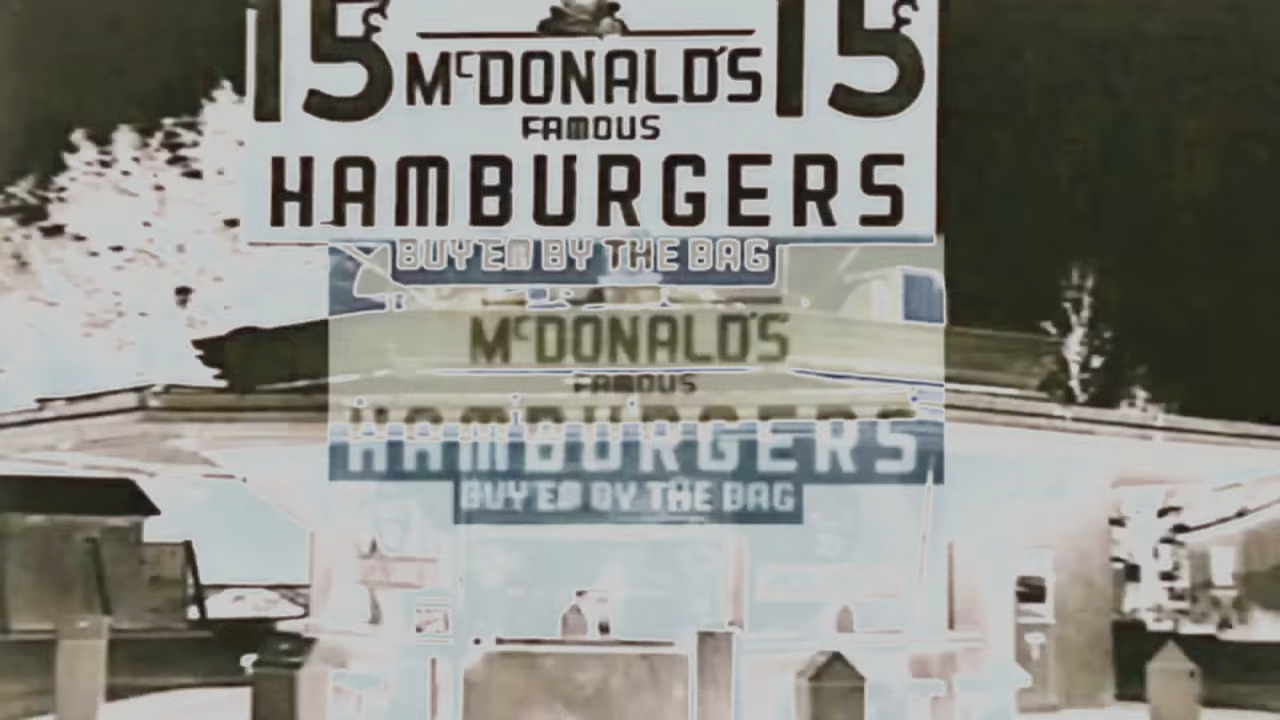 15¢ McDONALD'S 15¢
FAMOUS
HAMBURGERS
BUY 'EM BY THE BAG
McDONALD'S
FAMOUS
HAMBURGERS
BUY 'EM BY THE BAG